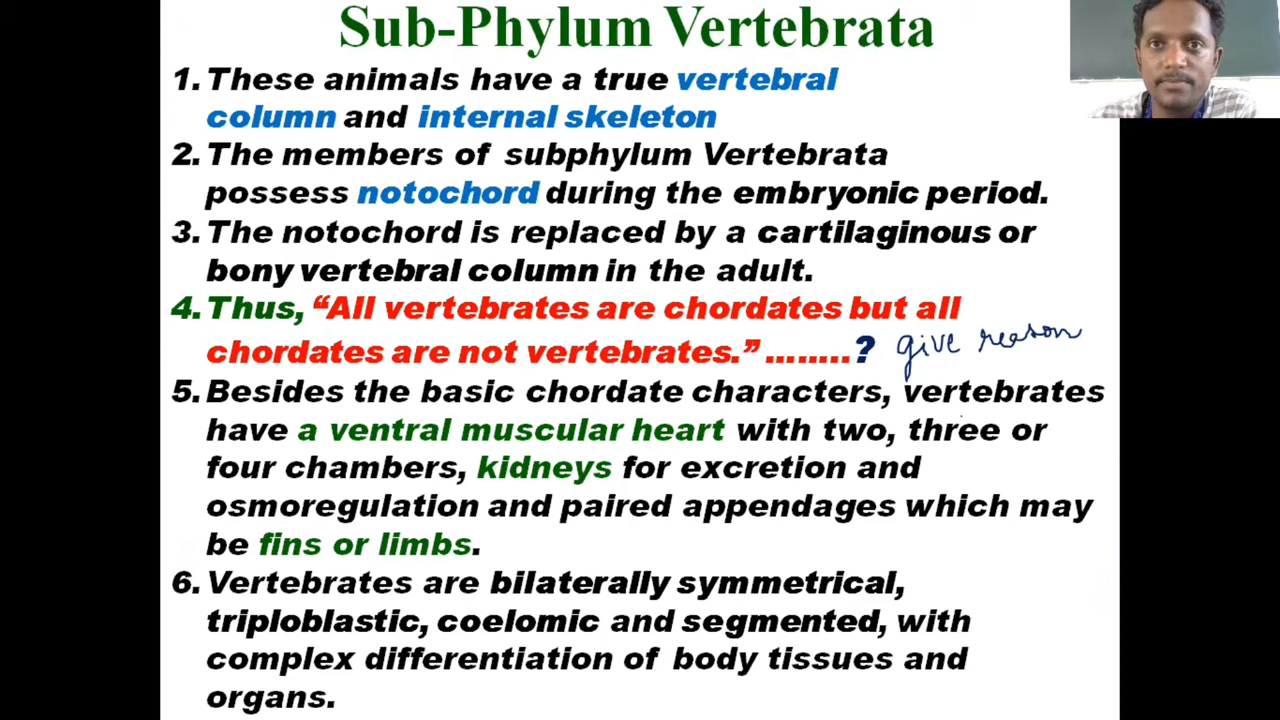 Sub-Phylum Vertebrata
1. These animals have a true vertebral
column and internal skeleton
2. The members of subphylum Vertebrata
possess notochord during the embryonic period.
3. The notochord is replaced by a cartilaginous or
bony vertebral column in the adult.
4. Thus, “All vertebrates are chordates but all
chordates are not vertebrates.” ........? give reason
5. Besides the basic chordate characters, vertebrates
have a ventral muscular heart with two, three or
four chambers, kidneys for excretion and
osmoregulation and paired appendages which may
be fins or limbs.
6. Vertebrates are bilaterally symmetrical,
triploblastic, coelomic and segmented, with
complex differentiation of body tissues and
organs.